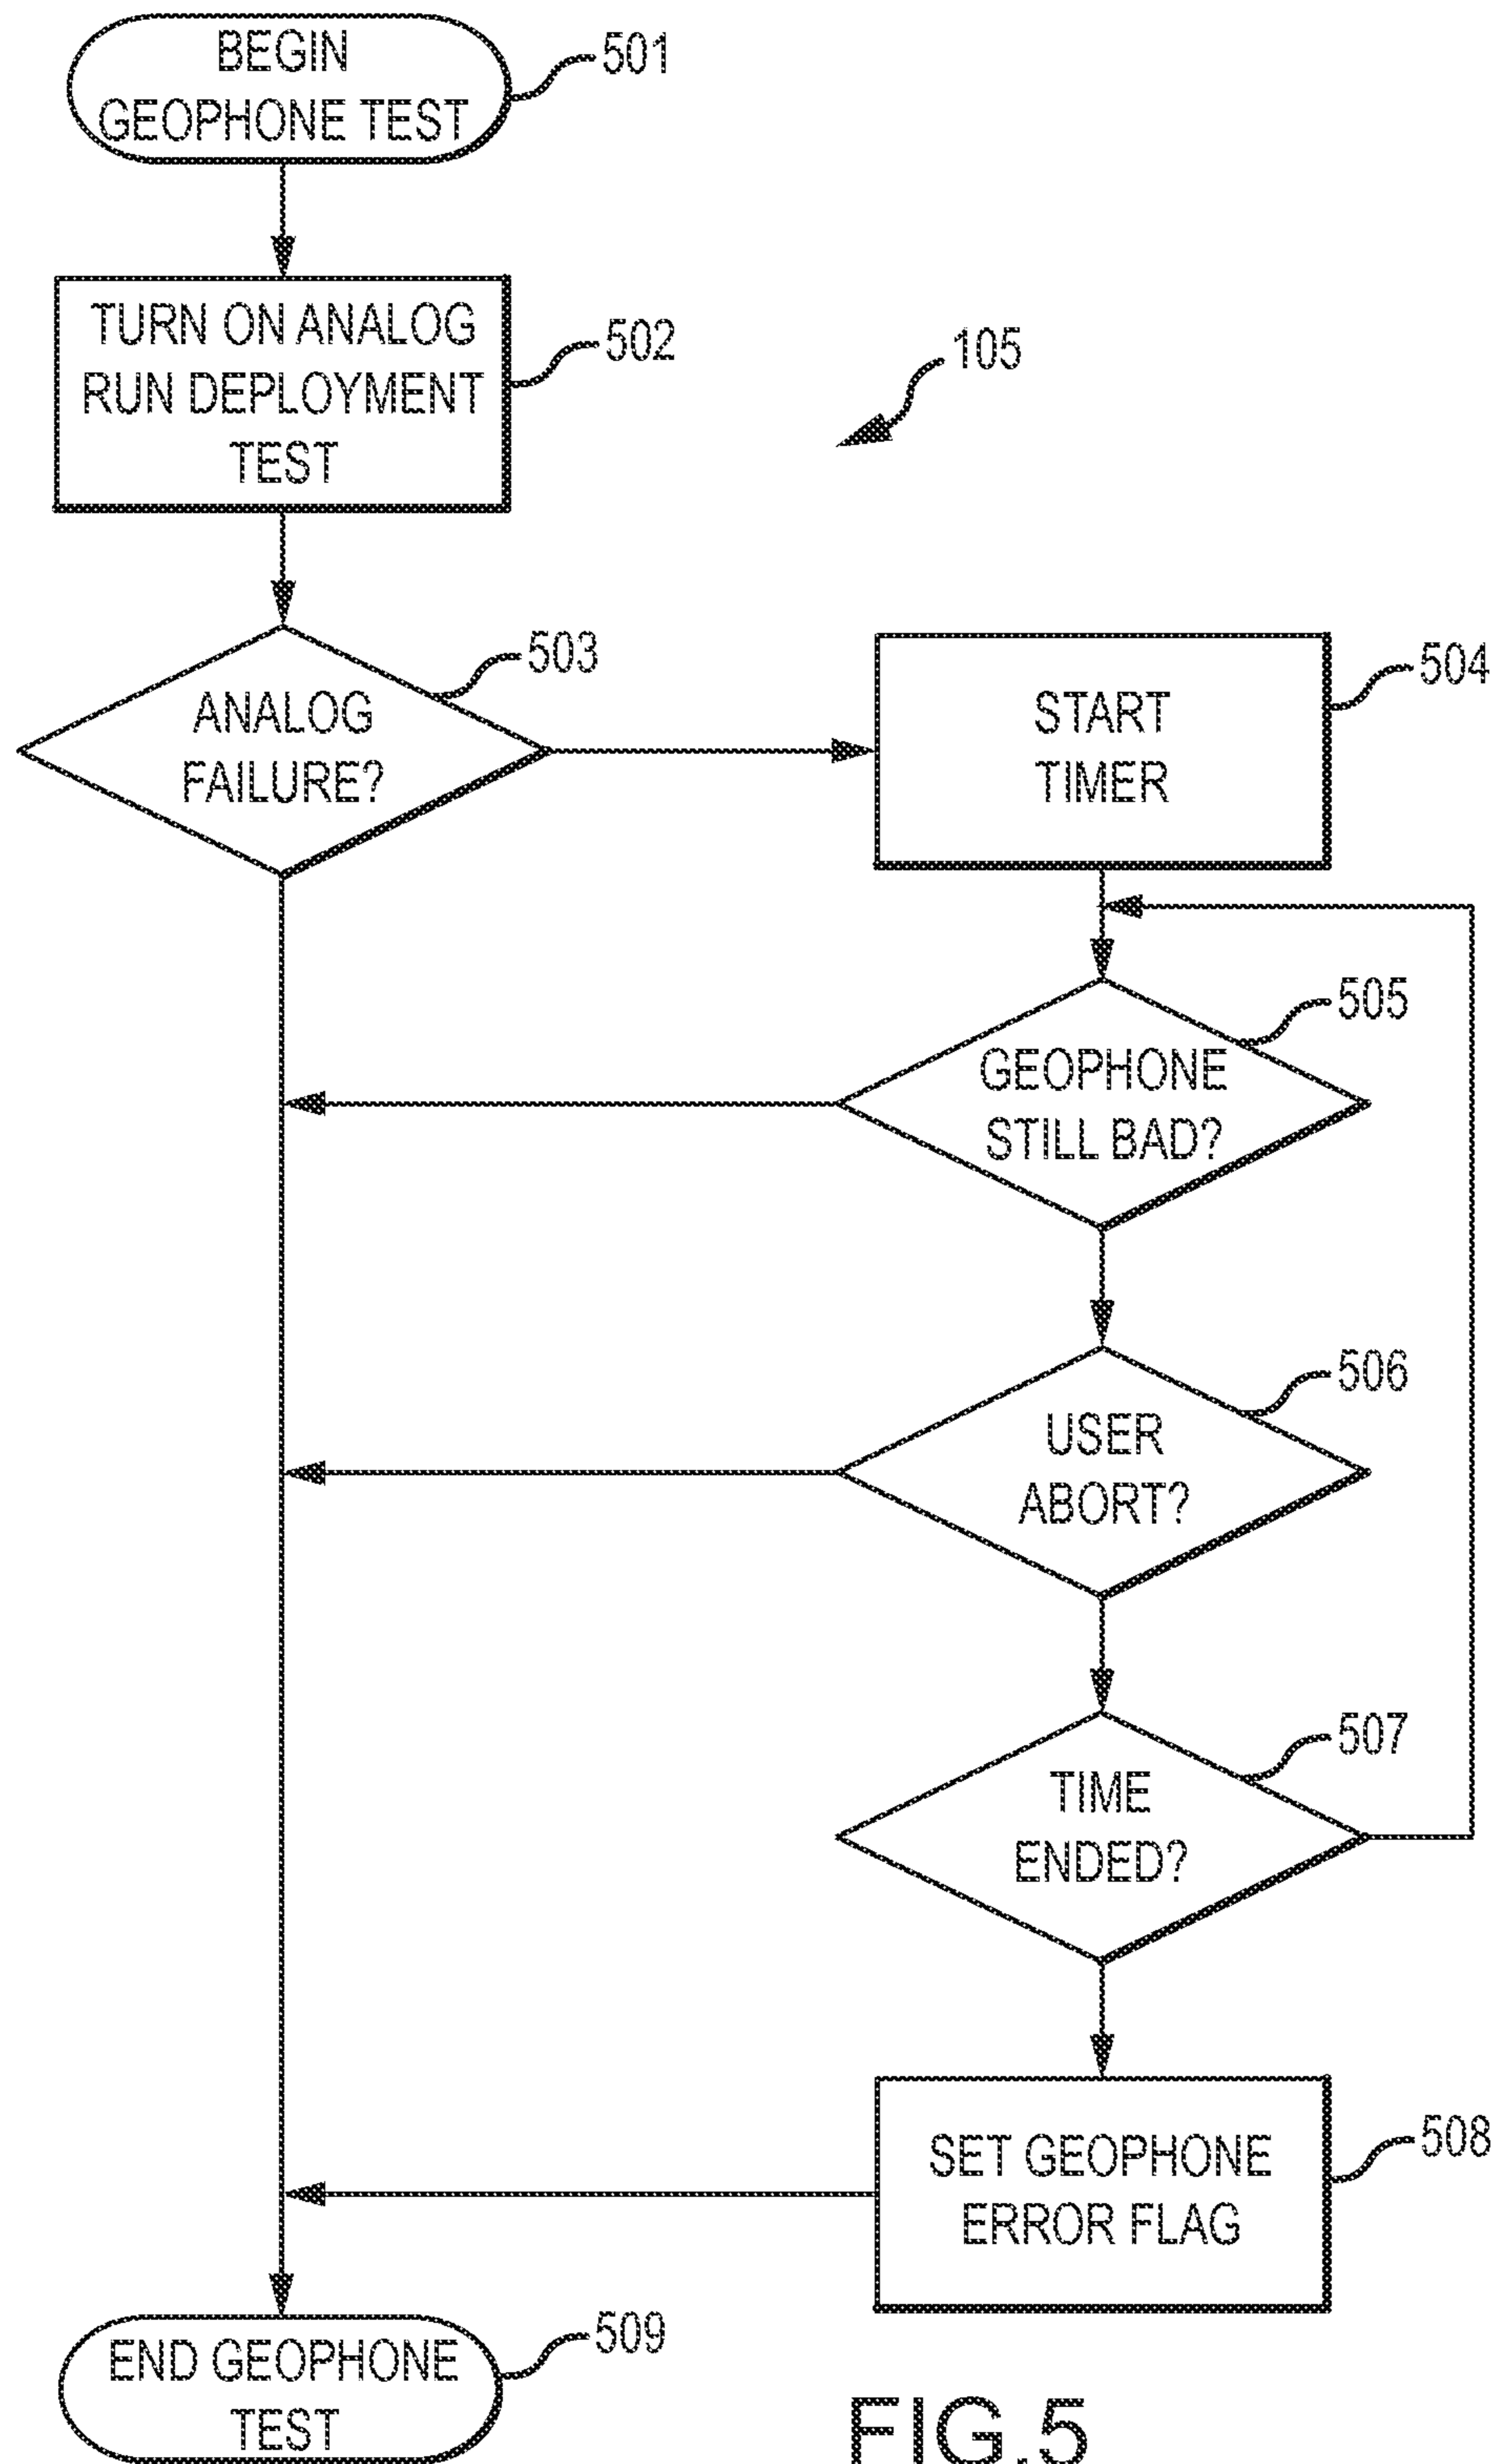 BEGIN
GEOPHONE TEST
501
TURN ON ANALOG
RUN DEPLOYMENT
TEST
502
105
ANALOG
FAILURE?
503
START
TIMER
504
GEOPHONE
STILL BAD?
505
USER
ABORT?
506
TIME
ENDED?
507
SET GEOPHONE
ERROR FLAG
508
END GEOPHONE
TEST
509
FIG.5